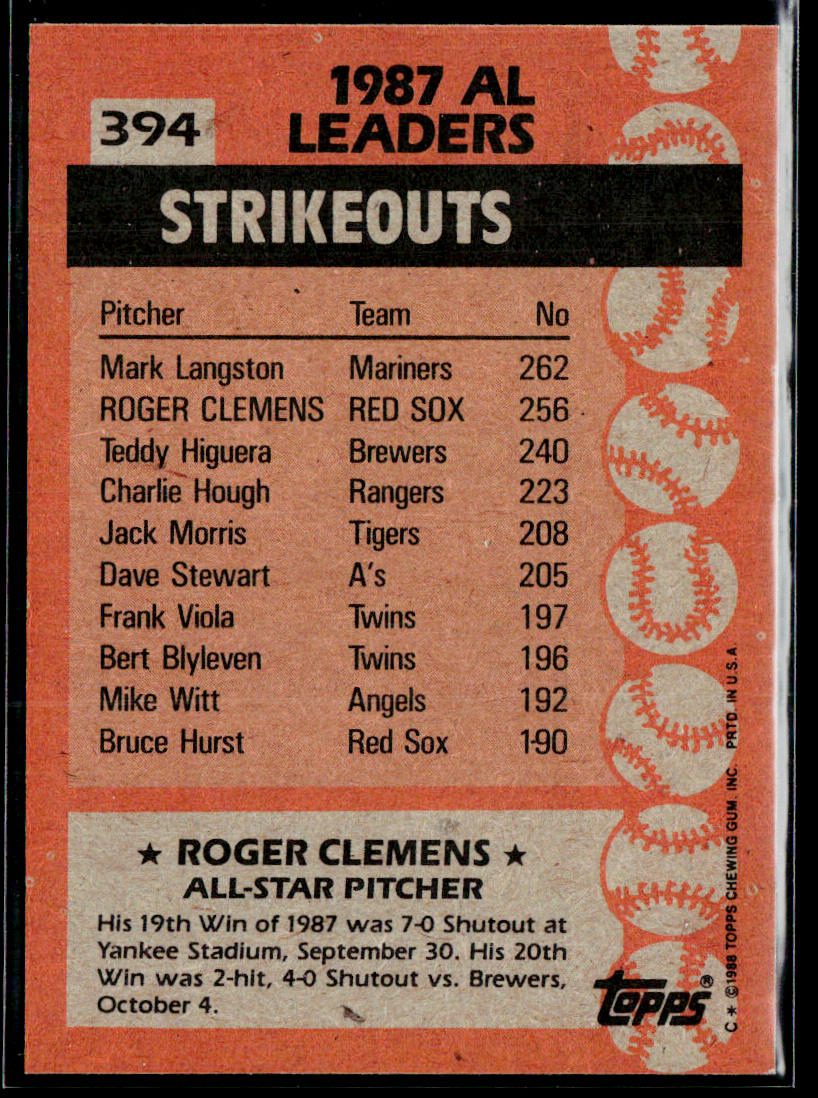 394
1987 AL
LEADERS
STRIKEOUTS
Pitcher Team No
Mark Langston Mariners 262
ROGER CLEMENS RED SOX 256
Teddy Higuera Brewers 240
Charlie Hough Rangers 223
Jack Morris Tigers 208
Dave Stewart A's 205
Frank Viola Twins 197
Bert Blyleven Twins 196
Mike Witt Angels 192
Bruce Hurst Red Sox 190
★ ROGER CLEMENS ★
ALL-STAR PITCHER
His 19th Win of 1987 was 7-0 Shutout at
Yankee Stadium, September 30. His 20th
Win was 2-hit, 4-0 Shutout vs. Brewers,
October 4.
topps®
C ★ ©1988 TOPPS CHEWING GUM. INC. PRTD. IN U.S.A